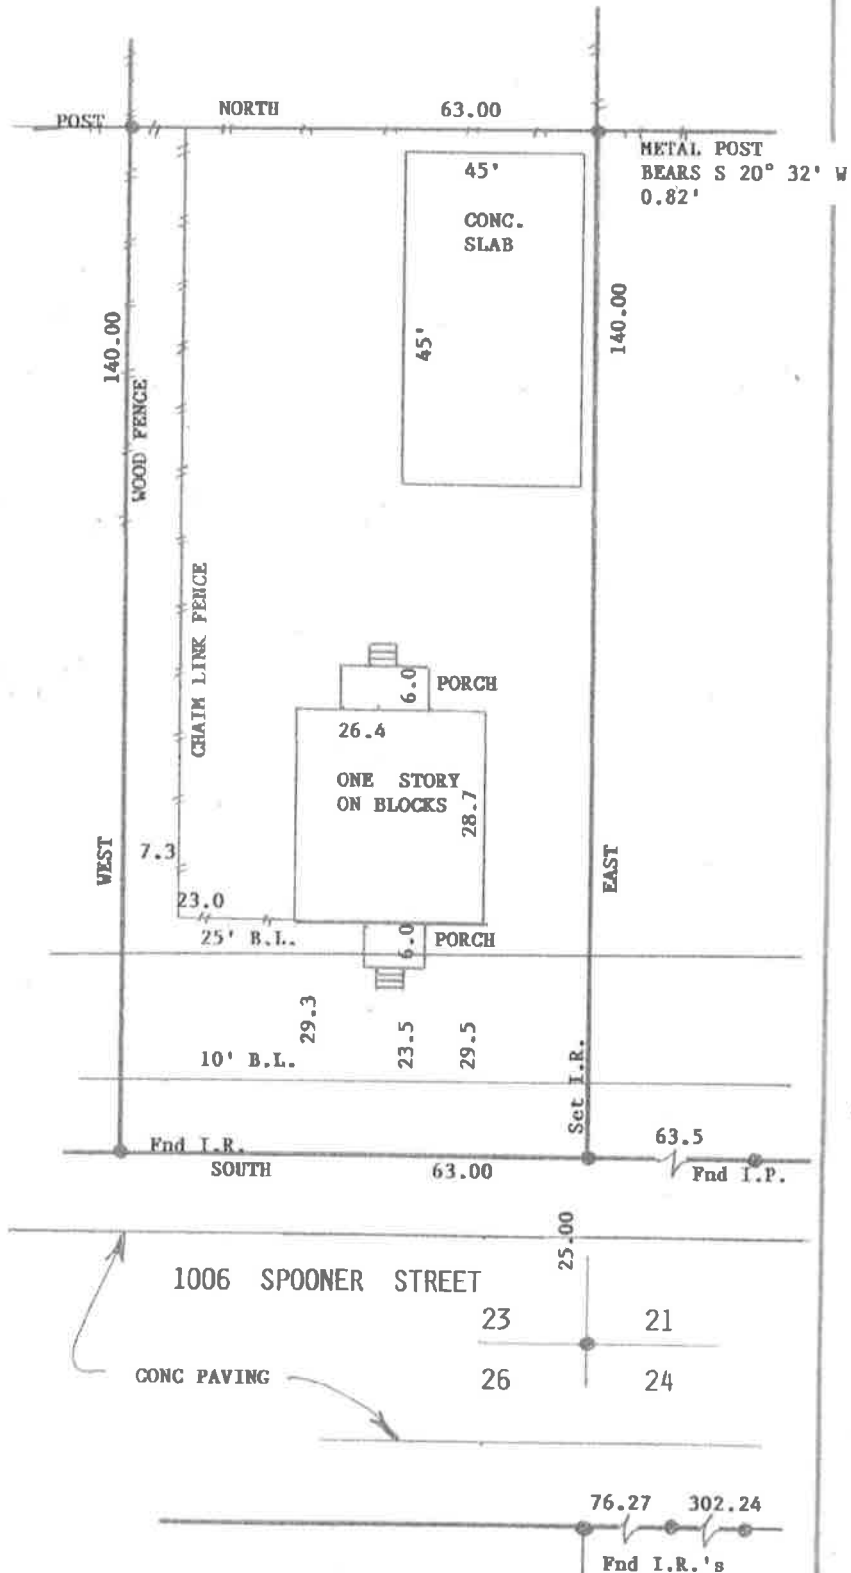 NORTH
63.00
POST
METAL POST
BEARS S 20° 32' W
0.82'
45'
CONC.
SLAB
45'
140.00
140.00
WOOD FENCE
CHAIM LINK FENCE
6.0
PORCH
26.4
ONE STORY
ON BLOCKS
28.7
WEST
7.3
EAST
23.0
25' B.L.
6.0
PORCH
29.3
23.5
29.5
10' B.L.
Set I.R.
Fnd I.R.
63.5
SOUTH
63.00
Fnd I.P.
25.00
1006 SPOONER STREET
23
21
26
24
CONC PAVING
76.27
302.24
Fnd I.R.'s